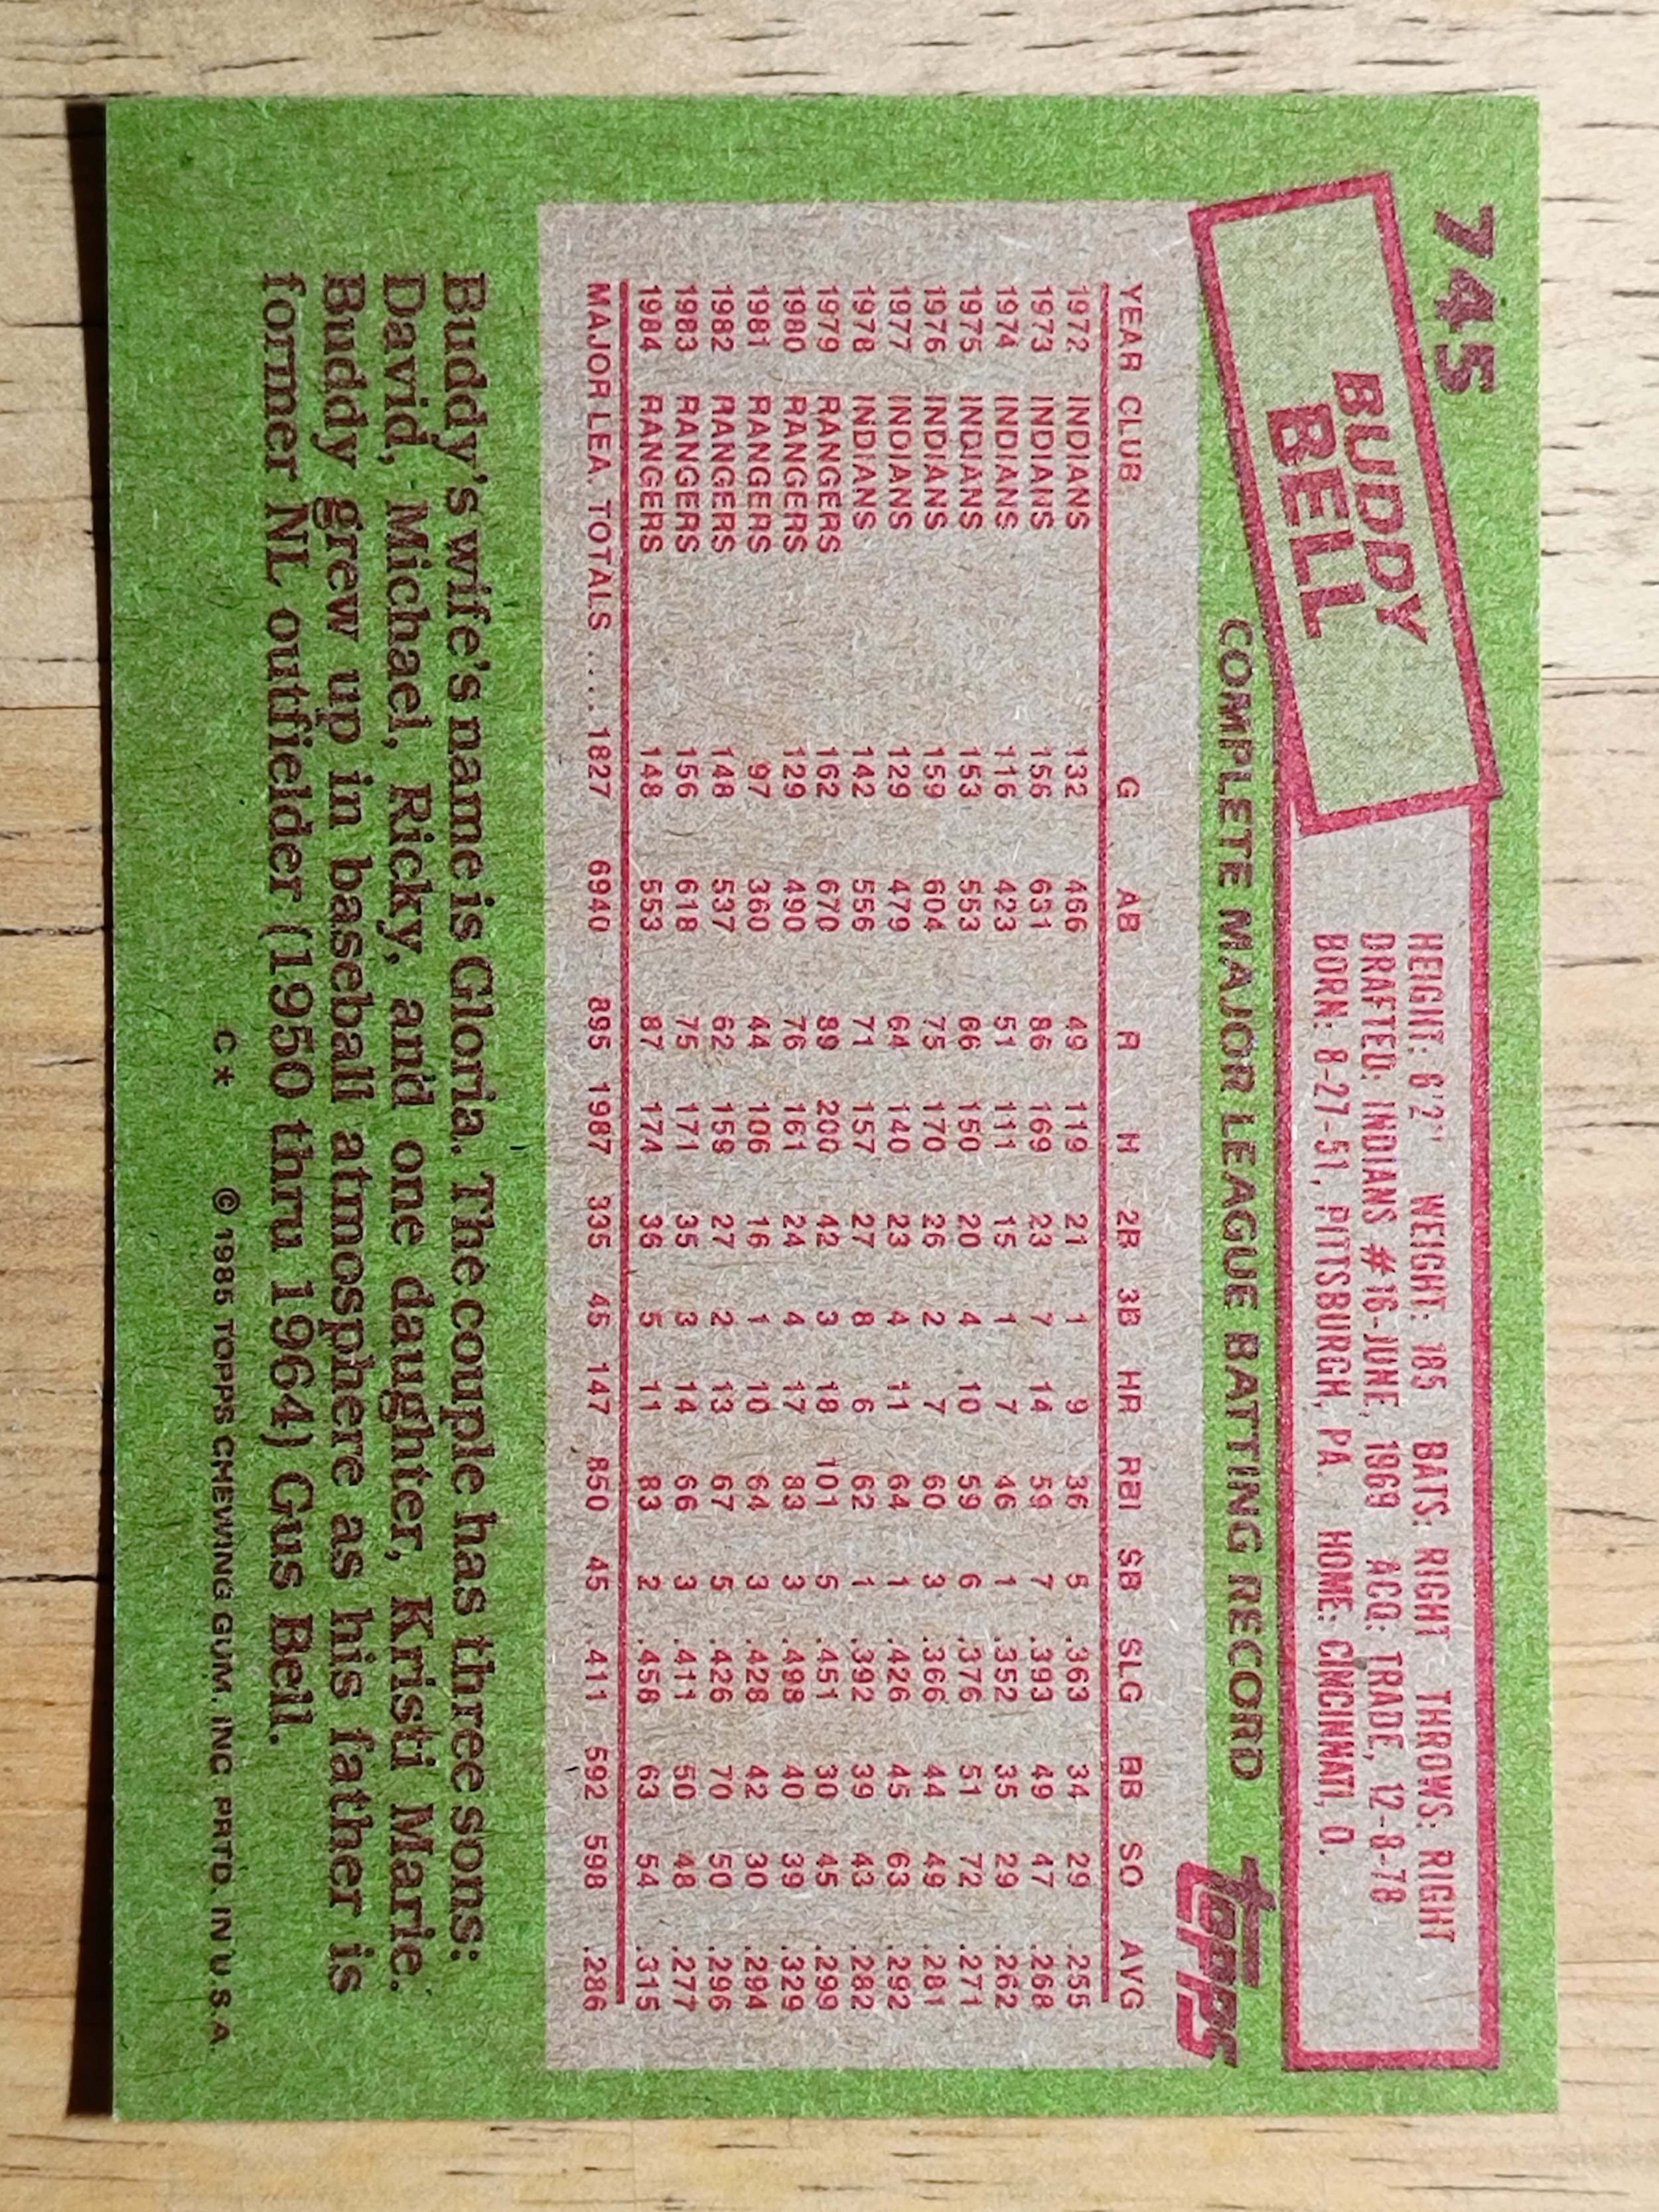 745
BUDDY
BELL
HEIGHT: 6'2" WEIGHT: 185 BATS: RIGHT THROWS: RIGHT
DRAFTED: INDIANS #16-JUNE, 1969 ACQ: TRADE, 12-8-78
BORN: 8-27-51, PITTSBURGH, PA. HOME: CINCINNATI, O.
COMPLETE MAJOR LEAGUE BATTING RECORD
topps
YEAR CLUB G AB R H 2B 3B HR RBI SB SLG BB SO AVG
1972 INDIANS 132 466 49 119 21 1 9 36 5 .363 34 29 .255
1973 INDIANS 156 631 86 169 23 7 14 59 7 .393 49 47 .268
1974 INDIANS 116 423 51 111 15 1 7 46 1 .352 35 29 .262
1975 INDIANS 153 553 66 150 20 4 10 59 6 .376 51 72 .271
1976 INDIANS 159 604 75 170 26 2 7 60 3 .366 44 49 .281
1977 INDIANS 129 479 64 140 23 4 11 64 1 .426 45 63 .292
1978 INDIANS 142 556 71 157 27 8 6 62 1 .392 39 43 .282
1979 RANGERS 162 670 89 200 42 3 18 101 5 .451 30 45 .299
1980 RANGERS 129 490 76 161 24 4 17 83 3 .498 40 39 .329
1981 RANGERS 97 360 44 106 16 1 10 64 3 .428 42 30 .294
1982 RANGERS 148 537 62 159 27 2 13 67 5 .426 70 50 .296
1983 RANGERS 156 618 75 171 35 3 14 66 3 .411 50 48 .277
1984 RANGERS 148 553 87 174 36 5 11 83 2 .458 63 54 .315
MAJOR LEA. TOTALS .... 1827 6940 895 1987 335 45 147 850 45 .411 592 598 .286
Buddy's wife's name is Gloria. The couple has three sons:
David, Michael, Ricky, and one daughter, Kristi Marie.
Buddy grew up in baseball atmosphere as his father is
former NL outfielder (1950 thru 1964) Gus Bell.
C* © 1985 TOPPS CHEWING GUM, INC. PRTD. IN U.S.A.